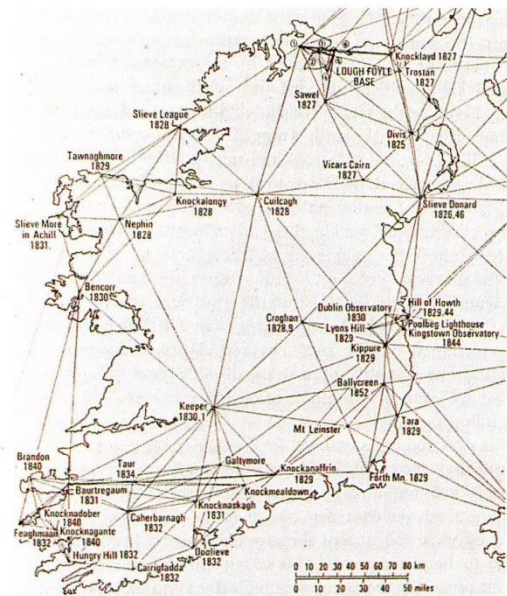 Knocklayd 1827
LOUGH FOYLE
BASE
Trostan
1827
Sawel
1827
Slieve League
1828
Divis
1825
Tawnaghmore
1829
Vicars Cairn
1827
Knockalongy
1828
Cuilcagh
1828
Slieve Donard
1826,46
Slieve More
in Achill
1831.
Nephin
1828
Bencorr
1830
Hill of Howth
1829.44
Dublin Observatory
1830
Poolbeg Lighthouse
Croghan
1828.9
Lyons Hill
1829
Kingstown Observatory
1844
Kippure
1829
Ballycreen
1852
Keeper
1830,1
Mt Leinster
Tara
1829
Brandon
1840
Taur
1834
Galtymore
Knockanaffrin
1829
Forth Mn. 1829
Baurtregaum
1831
Knockmealdown
Knocknadober
1840
Knocknaskagh
1831
Feaghmaan
1832
Knocknagante
1840
Caherbarnagh
1832
Hungry Hill 1832
Doolieve
1832
Carrigfadda
1832
0 10 20 30 40 50 60 70 80 km
0 50 miles